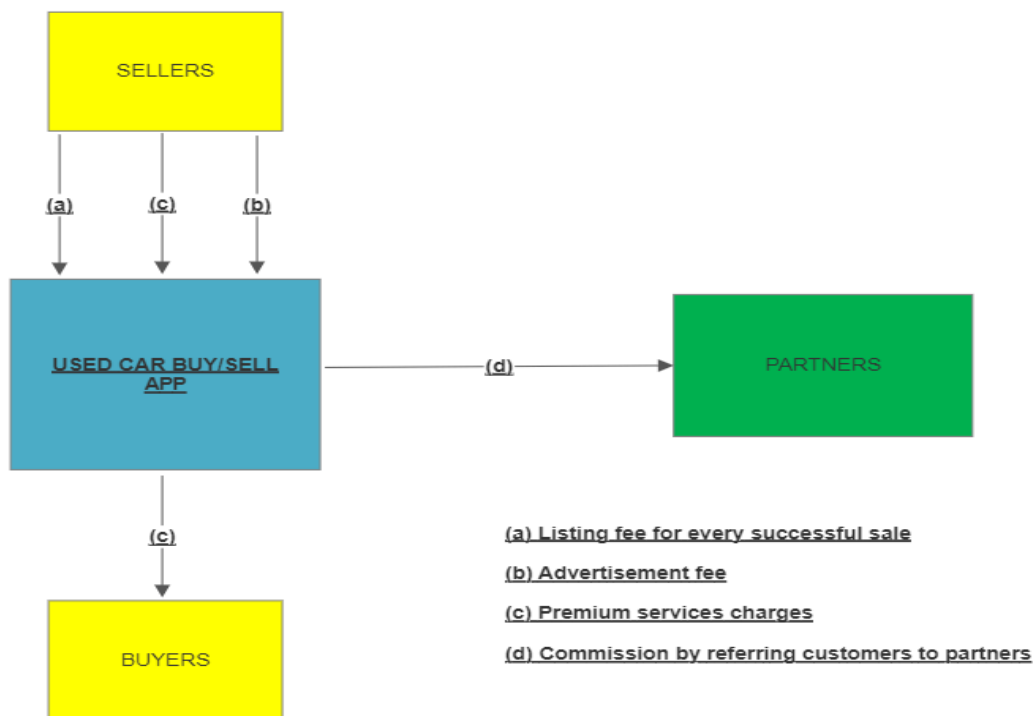 SELLERS
(a)
(c)
(b)
USED CAR BUY/SELL
APP
(d)
PARTNERS
(c)
(a) Listing fee for every successful sale
(b) Advertisement fee
(c) Premium services charges
(d) Commission by referring customers to partners
BUYERS